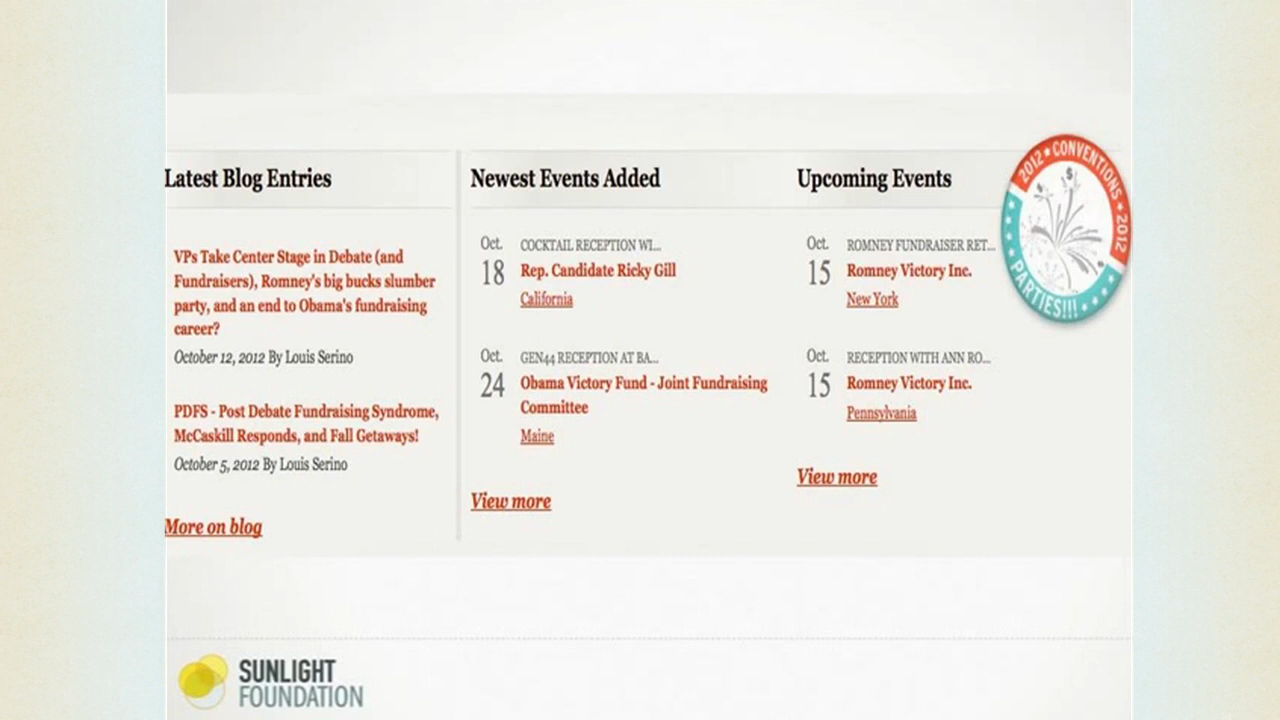 Latest Blog Entries
VPs Take Center Stage in Debate (and
Fundraisers), Romney's big bucks slumber
party, and an end to Obama's fundraising
career?
October 12, 2012 By Louis Serino
PDFS - Post Debate Fundraising Syndrome,
McCaskill Responds, and Fall Getaways!
October 5, 2012 By Louis Serino
More on blog
Newest Events Added
Oct.
18
COCKTAIL RECEPTION WI...
Rep. Candidate Ricky Gill
California
Oct.
24
GEN44 RECEPTION AT BA...
Obama Victory Fund - Joint Fundraising
Committee
Maine
View more
Upcoming Events
Oct.
15
ROMNEY FUNDRAISER RET...
Romney Victory Inc.
New York
Oct.
15
RECEPTION WITH ANN RO...
Romney Victory Inc.
Pennsylvania
View more
2012 ★ CONVENTIONS ★ 2012
PARTIES!!!
SUNLIGHT
FOUNDATION